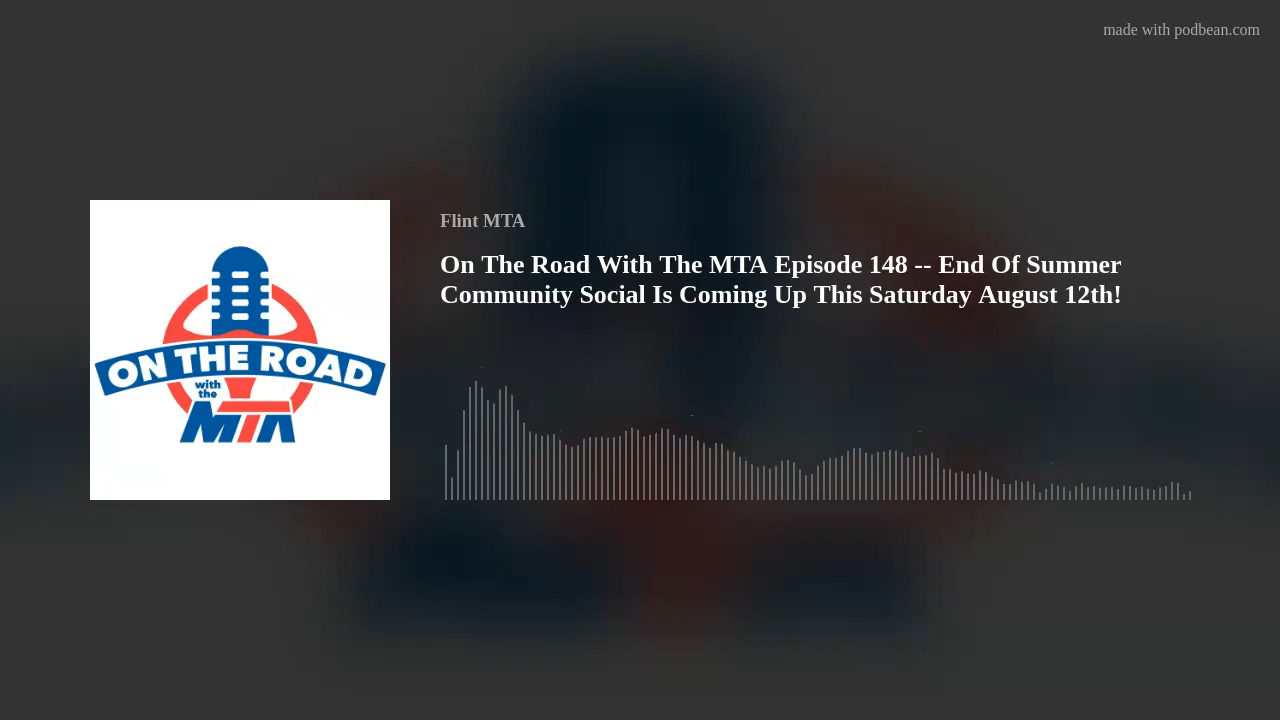 made with podbean.com
Flint MTA
On The Road With The MTA Episode 148 -- End Of Summer
Community Social Is Coming Up This Saturday August 12th!
ON THE ROAD
with
the
MTA